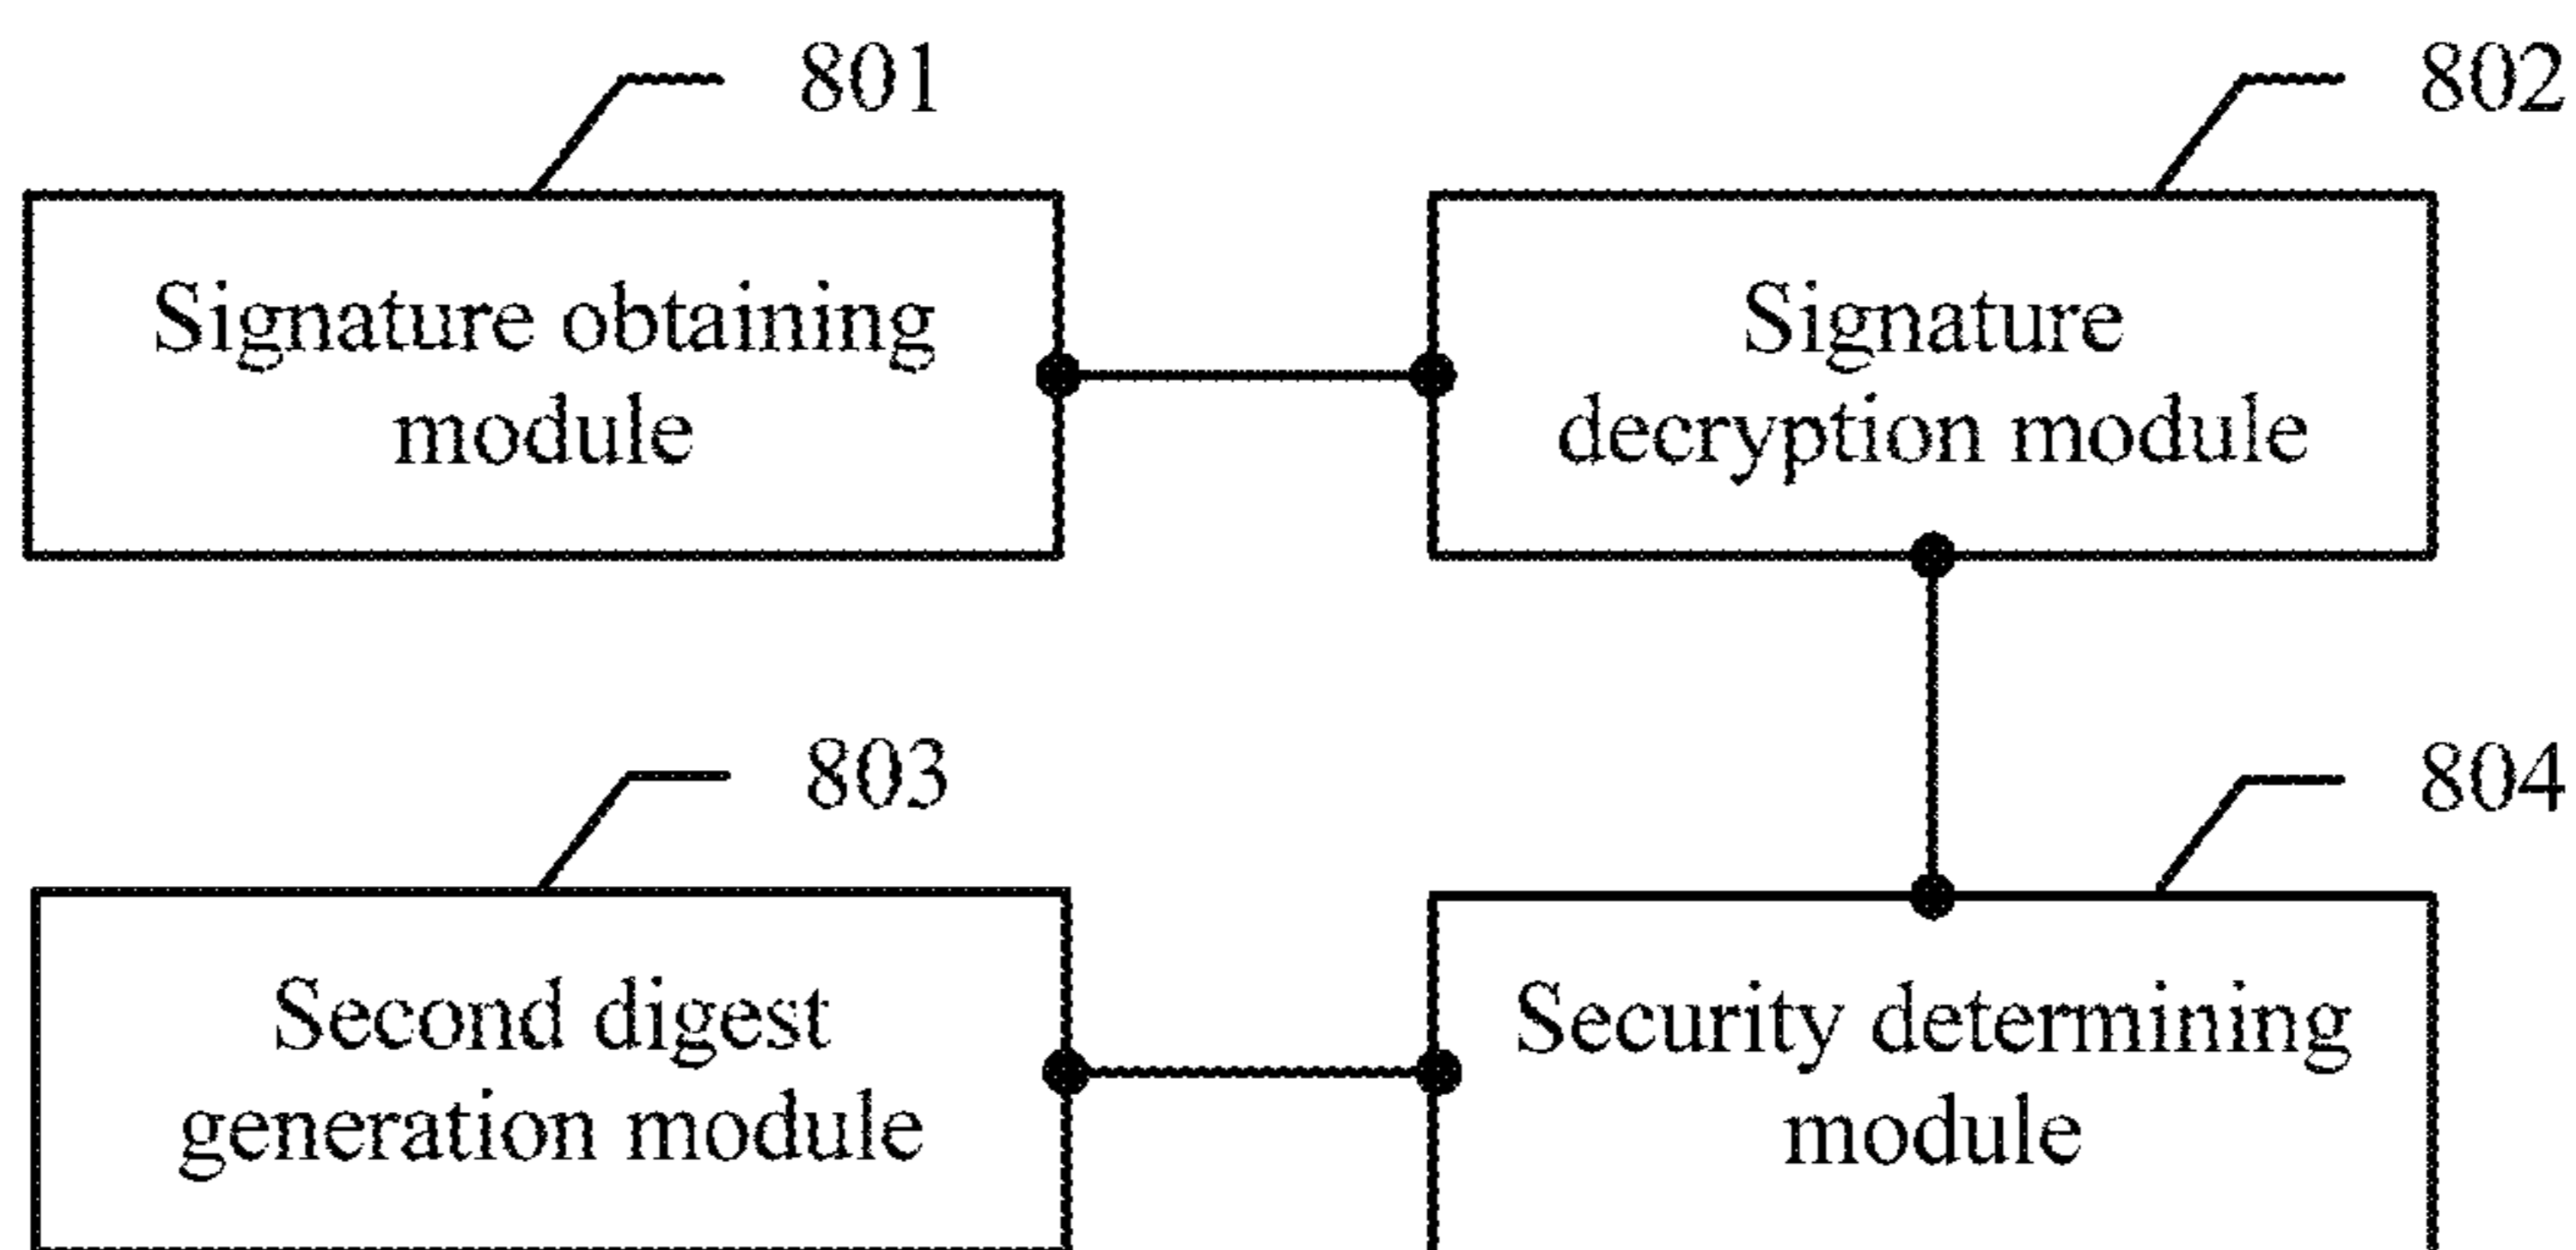 801
802
Signature obtaining
module
Signature
decryption module
803
804
Second digest
generation module
Security determining
module